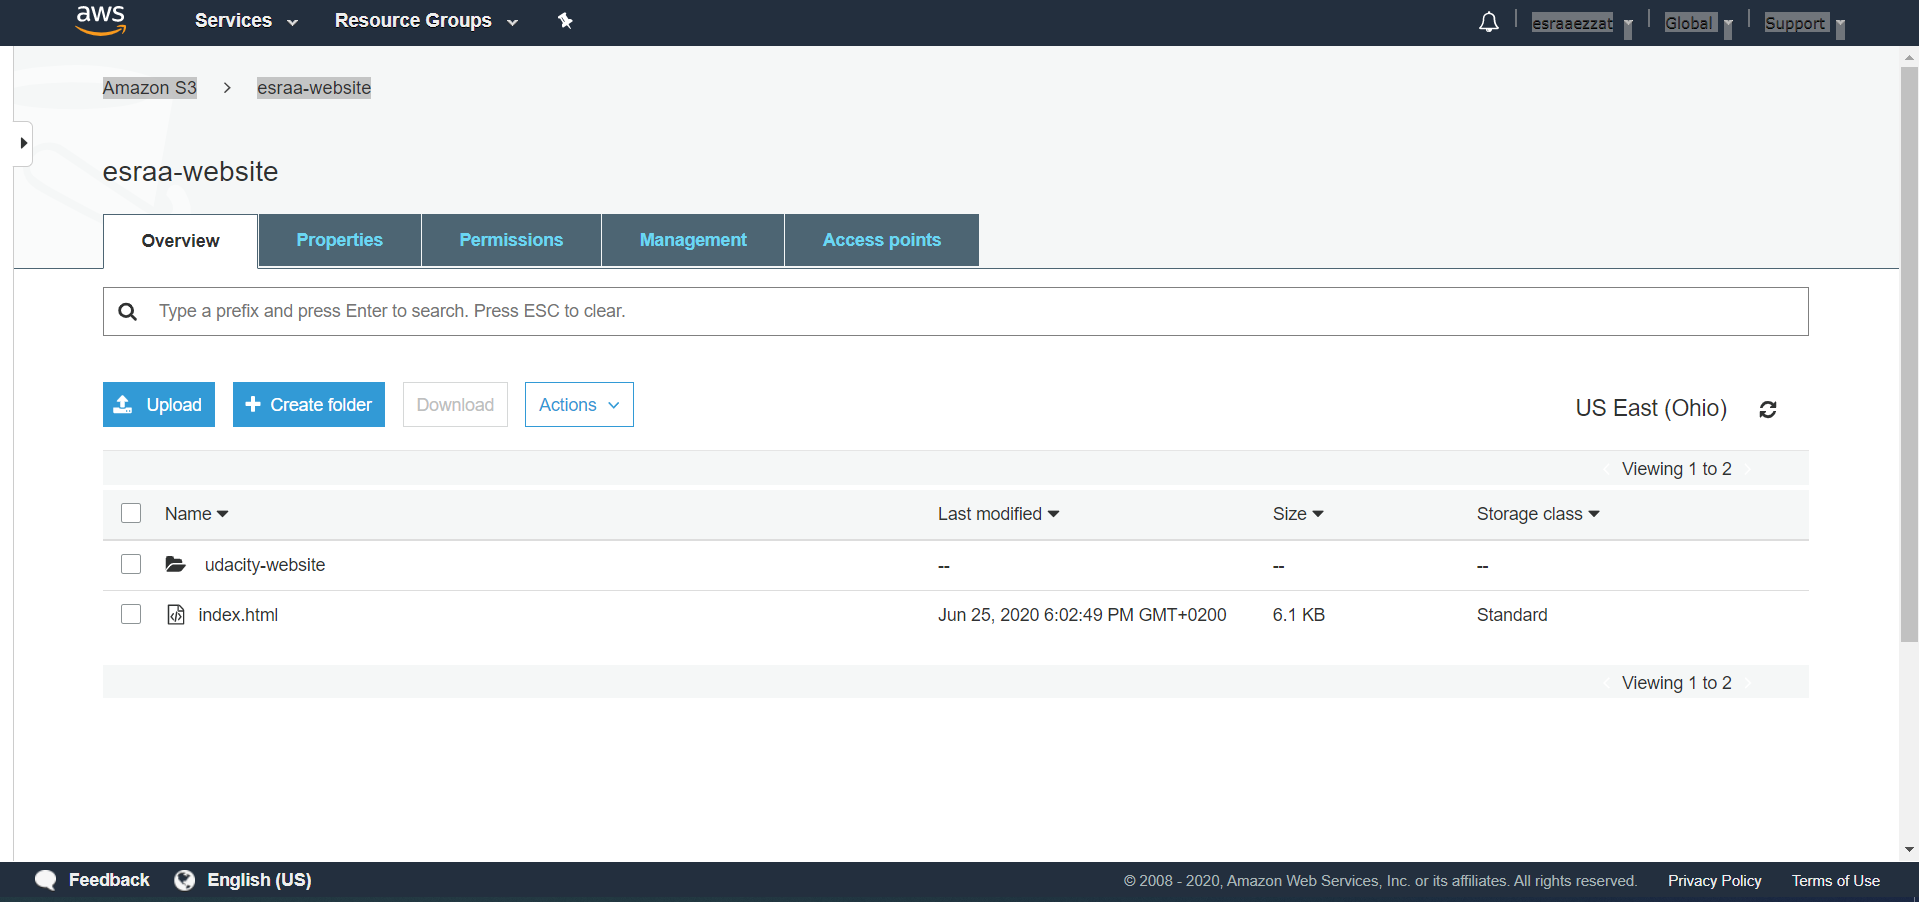 aws Services Resource Groups esraaezzat Global Support
Amazon S3 > esraa-website
esraa-website
Overview Properties Permissions Management Access points
Type a prefix and press Enter to search. Press ESC to clear.
Upload + Create folder Download Actions US East (Ohio)
Viewing 1 to 2
Name Last modified Size Storage class
udacity-website -- -- --
index.html Jun 25, 2020 6:02:49 PM GMT+0200 6.1 KB Standard
Viewing 1 to 2
Feedback English (US) © 2008 - 2020, Amazon Web Services, Inc. or its affiliates. All rights reserved. Privacy Policy Terms of Use